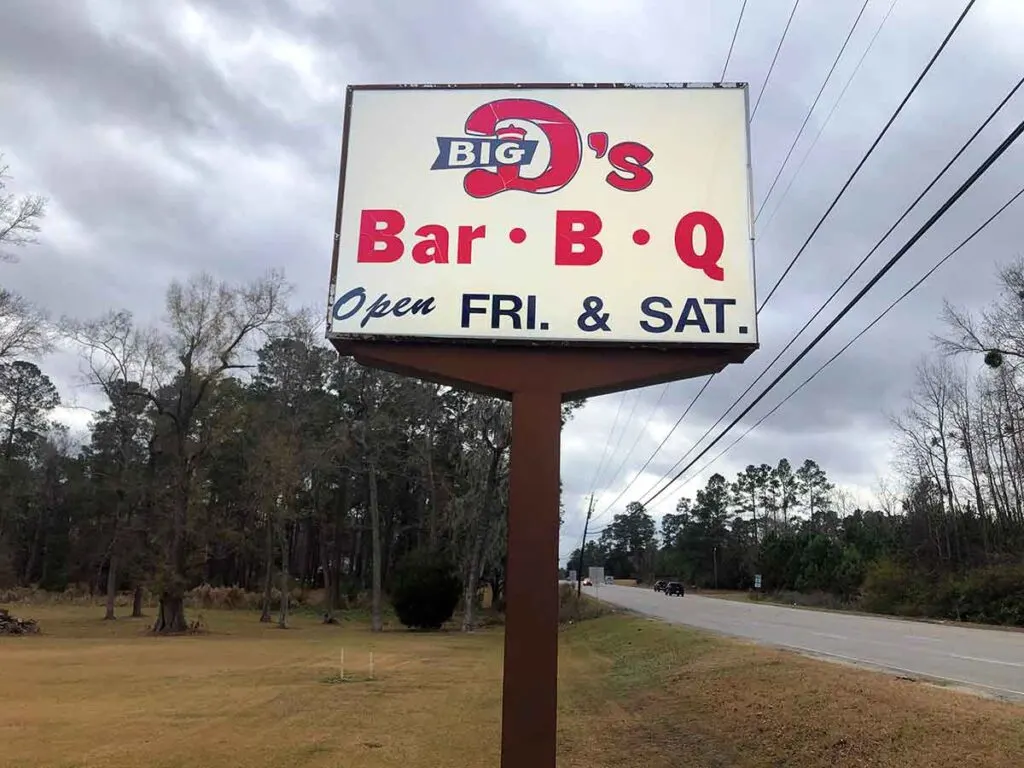 BIG D's
Bar • B • Q
Open FRI. & SAT.